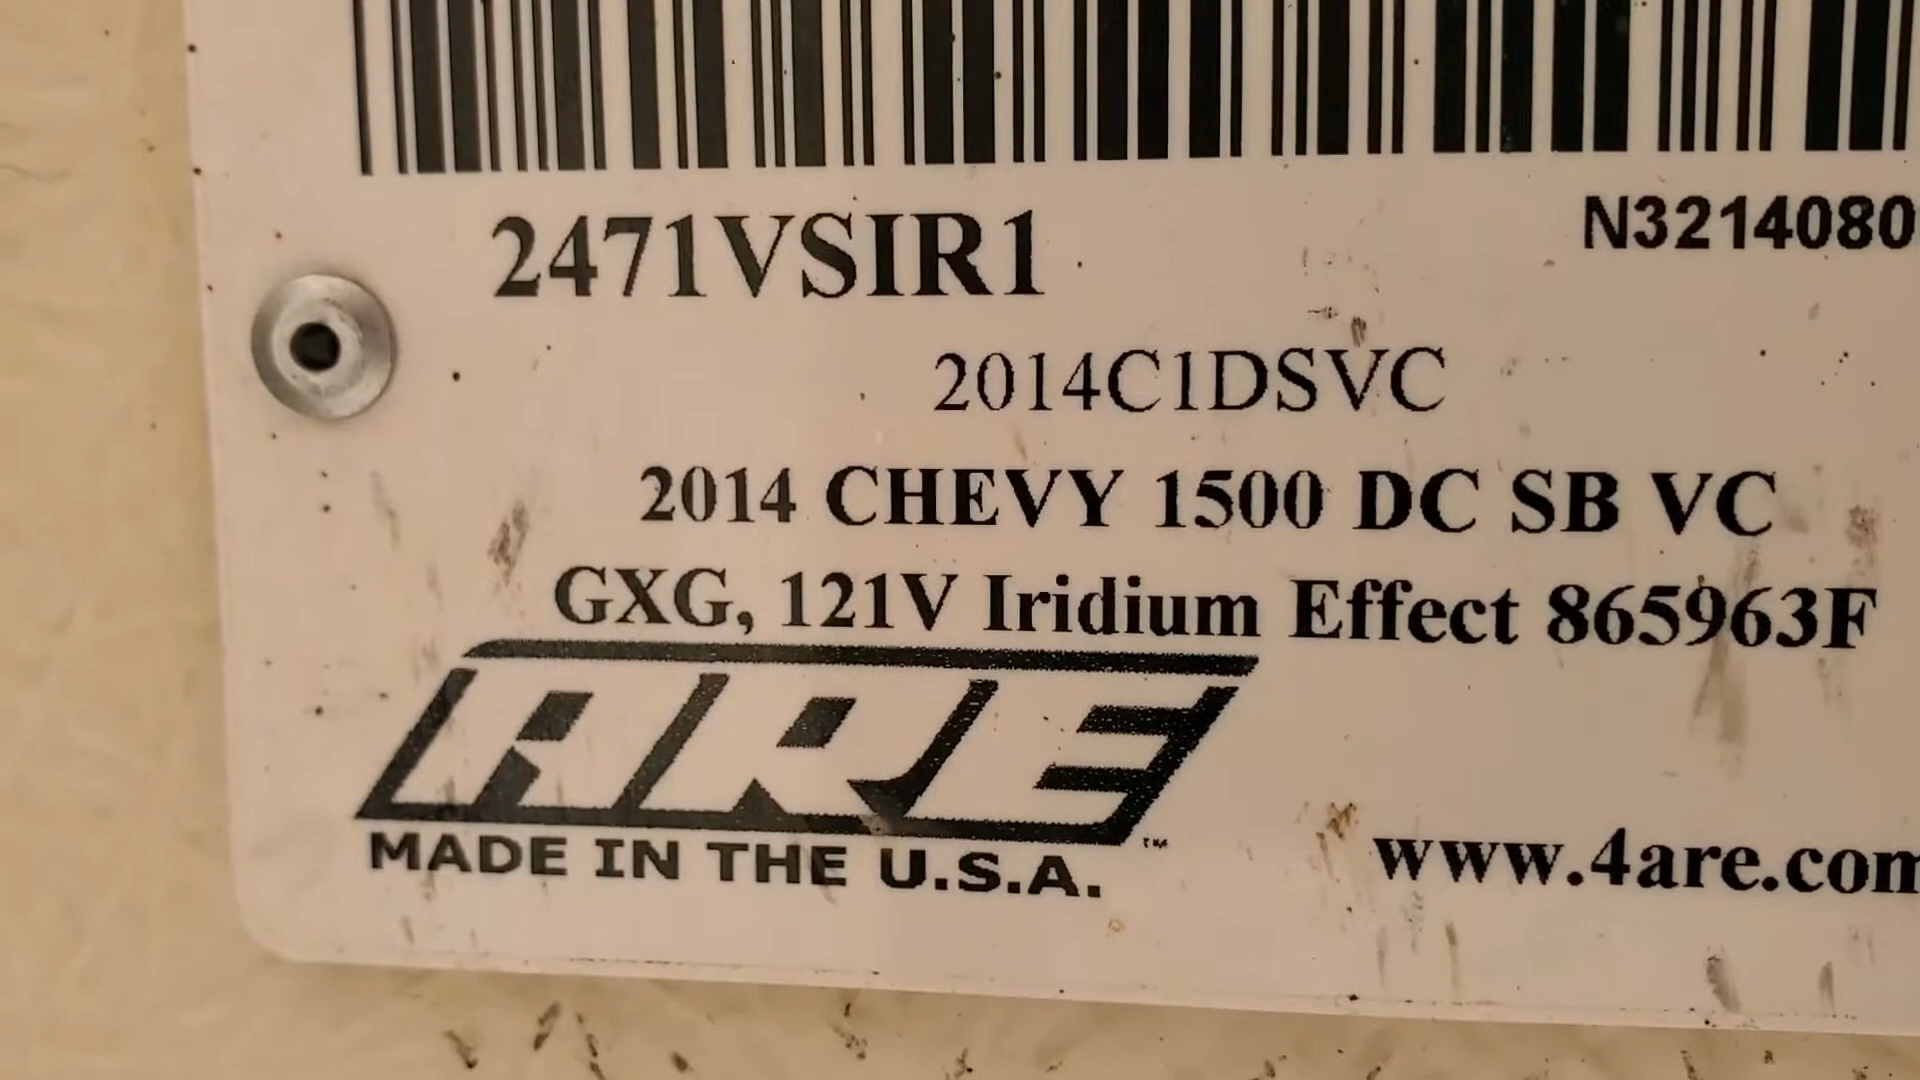 2471VSIR1
N3214080
2014C1DSVC
2014 CHEVY 1500 DC SB VC
GXG, 121V Iridium Effect 865963F
ARE
™
MADE IN THE U.S.A.
www.4are.com